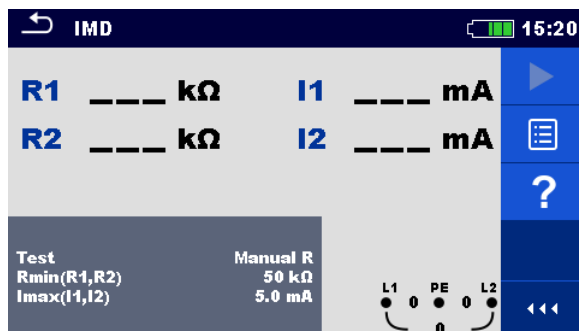 IMD 15:20
R1 ___ kΩ I1 ___ mA
R2 ___ kΩ I2 ___ mA
?
Test Manual R
Rmin(R1,R2) 50 kΩ
Imax(I1,I2) 5.0 mA
L1 PE L2
0 0
0